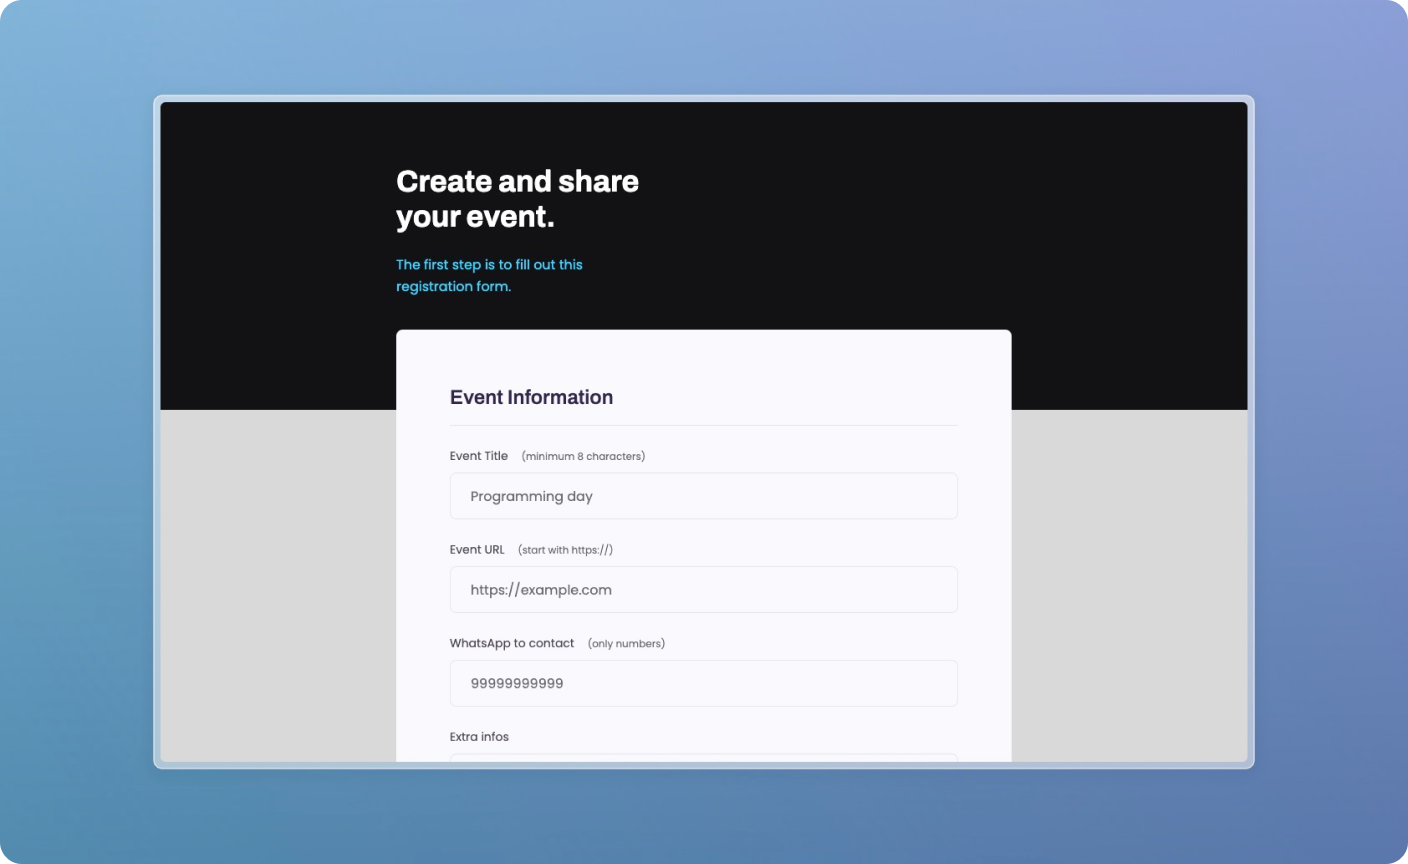 Create and share
your event.
The first step is to fill out this
registration form.
Event Information
Event Title (minimum 8 characters)
Programming day
Event URL (start with https://)
https://example.com
WhatsApp to contact (only numbers)
99999999999
Extra infos